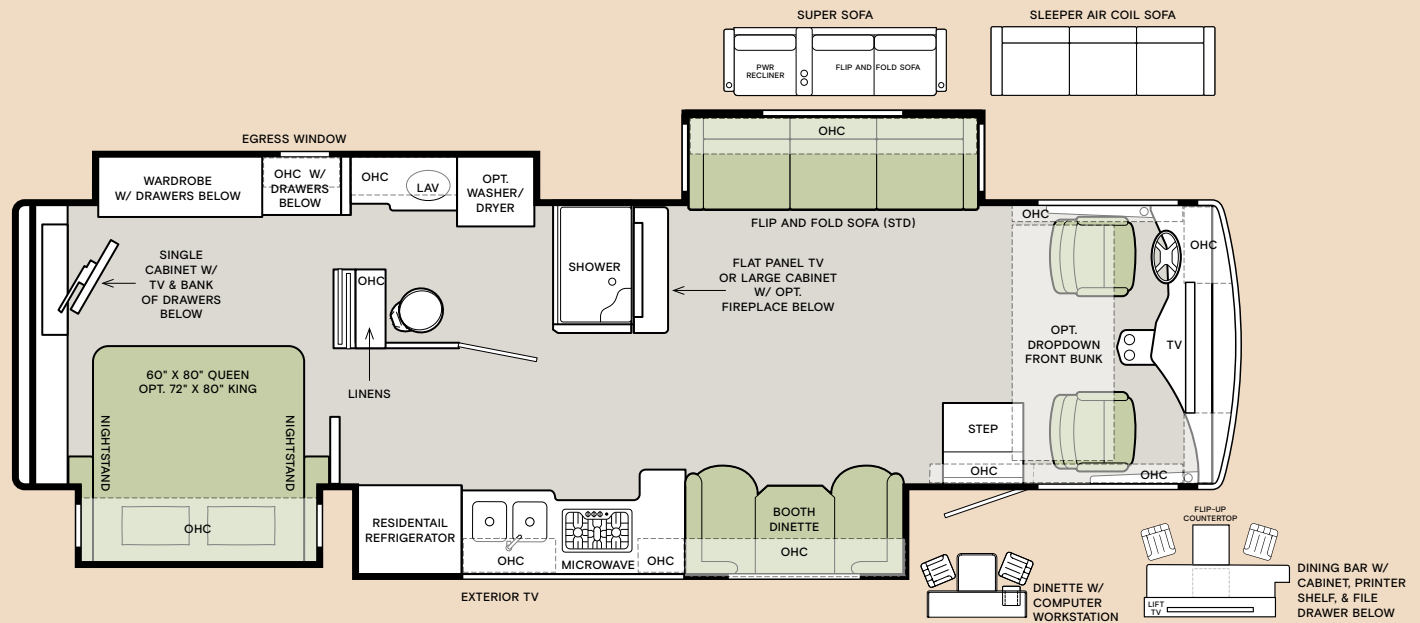 SUPER SOFA
SLEEPER AIR COIL SOFA
PWR
RECLINER
FLIP AND FOLD SOFA
EGRESS WINDOW
WARDROBE
W/ DRAWERS BELOW
OHC W/
DRAWERS
BELOW
OHC
LAV
OPT.
WASHER/
DRYER
OHC
FLIP AND FOLD SOFA (STD)
SINGLE
CABINET W/
TV & BANK
OF DRAWERS
BELOW
OHC
LINENS
SHOWER
FLAT PANEL TV
OR LARGE CABINET
W/ OPT.
FIREPLACE BELOW
OHC
OHC
OPT.
DROPDOWN
FRONT BUNK
TV
60" X 80" QUEEN
OPT. 72" X 80" KING
NIGHTSTAND
NIGHTSTAND
OHC
STEP
OHC
OHC
RESIDENTAIL
REFRIGERATOR
OHC
MICROWAVE
OHC
BOOTH
DINETTE
OHC
EXTERIOR TV
DINETTE W/
COMPUTER
WORKSTATION
FLIP-UP
COUNTERTOP
LIFT
TV
DINING BAR W/
CABINET, PRINTER
SHELF, & FILE
DRAWER BELOW